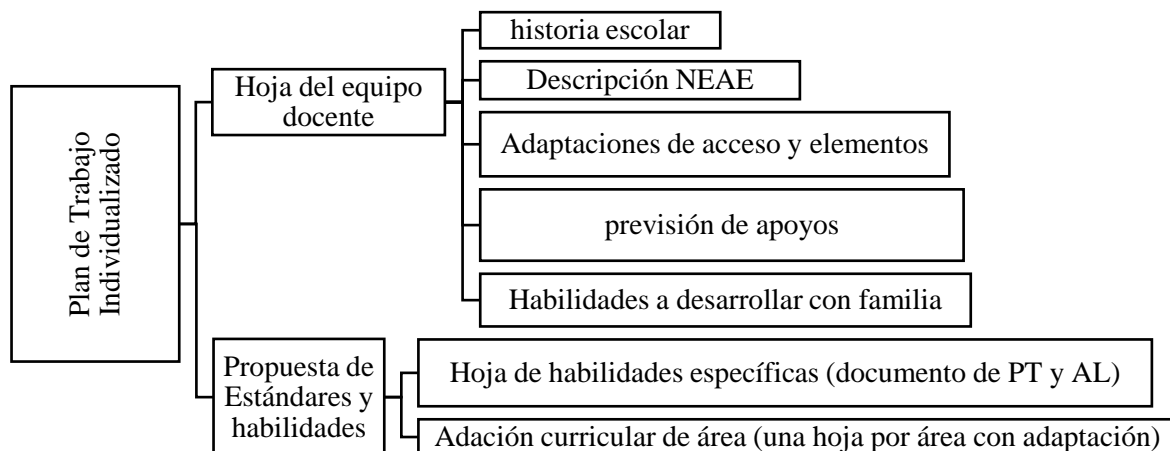 Plan de Trabajo
Individualizado
Hoja del equipo
docente
historia escolar
Descripción NEAE
Adaptaciones de acceso y elementos
previsión de apoyos
Habilidades a desarrollar con familia
Propuesta de
Estándares y
habilidades
Hoja de habilidades específicas (documento de PT y AL)
Adación curricular de área (una hoja por área con adaptación)